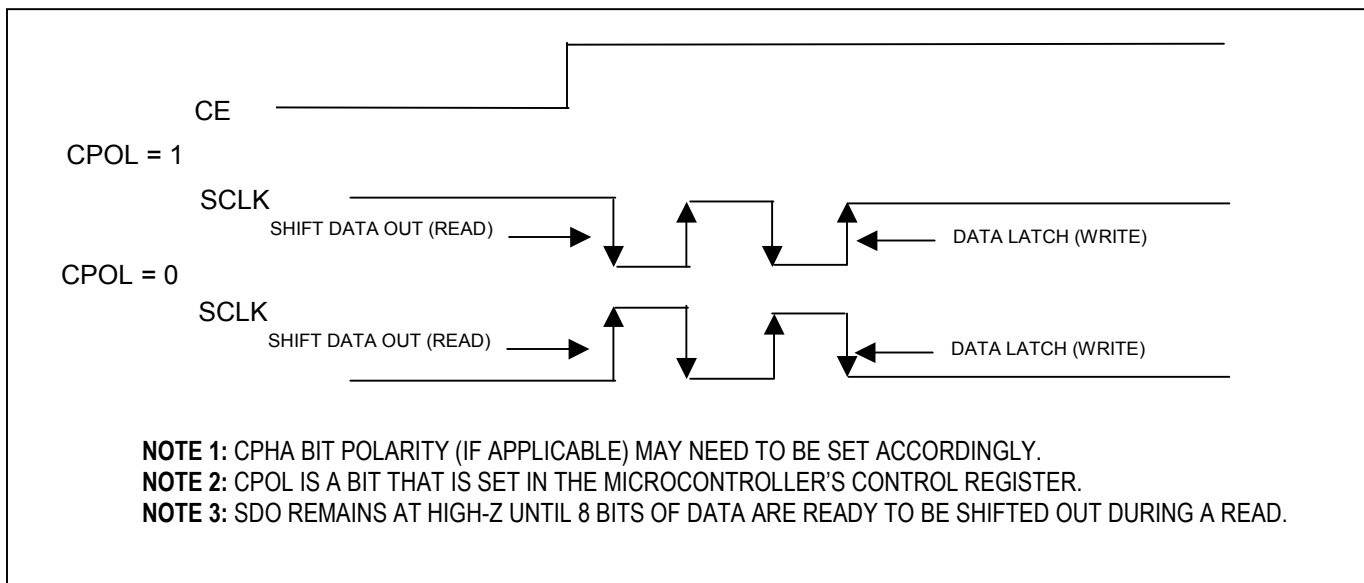 CE
CPOL = 1
SCLK
SHIFT DATA OUT (READ)
DATA LATCH (WRITE)
CPOL = 0
SCLK
SHIFT DATA OUT (READ)
DATA LATCH (WRITE)
NOTE 1: CPHA BIT POLARITY (IF APPLICABLE) MAY NEED TO BE SET ACCORDINGLY.
NOTE 2: CPOL IS A BIT THAT IS SET IN THE MICROCONTROLLER'S CONTROL REGISTER.
NOTE 3: SDO REMAINS AT HIGH-Z UNTIL 8 BITS OF DATA ARE READY TO BE SHIFTED OUT DURING A READ.